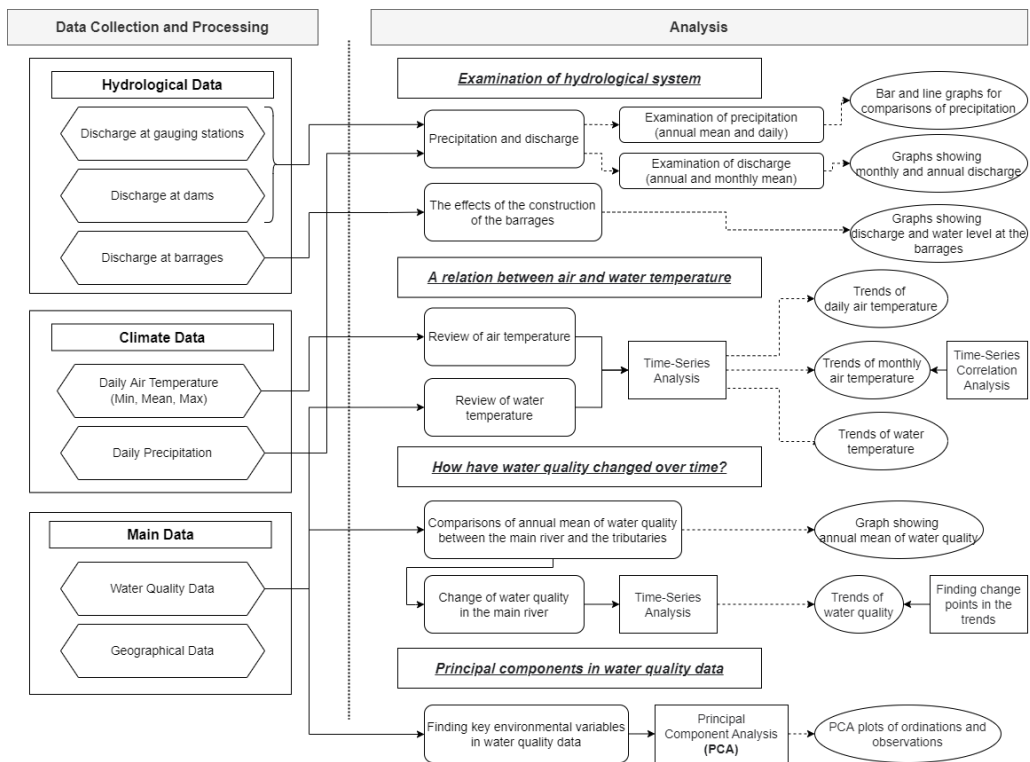 Data Collection and Processing
Analysis
Hydrological Data
Discharge at gauging stations
Discharge at dams
Discharge at barrages
Climate Data
Daily Air Temperature
(Min, Mean, Max)
Daily Precipitation
Main Data
Water Quality Data
Geographical Data
Examination of hydrological system
Precipitation and discharge
Examination of precipitation
(annual mean and daily)
Bar and line graphs for
comparisons of precipitation
Examination of discharge
(annual and monthly mean)
Graphs showing
monthly and annual discharge
The effects of the construction
of the barrages
Graphs showing
discharge and water level at the
barrages
A relation between air and water temperature
Review of air temperature
Review of water
temperature
Time-Series
Analysis
Trends of
daily air temperature
Trends of monthly
air temperature
Time-Series
Correlation
Analysis
Trends of water
temperature
How have water quality changed over time?
Comparisons of annual mean of water quality
between the main river and the tributaries
Graph showing
annual mean of water quality
Change of water quality
in the main river
Time-Series
Analysis
Trends of
water quality
Finding change
points in the
trends
Principal components in water quality data
Finding key environmental variables
in water quality data
Principal
Component Analysis
(PCA)
PCA plots of ordinations and
observations